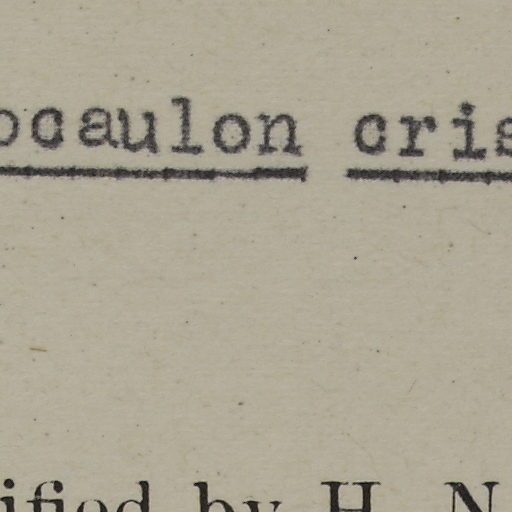 ocaulon cris
ified by H. N.